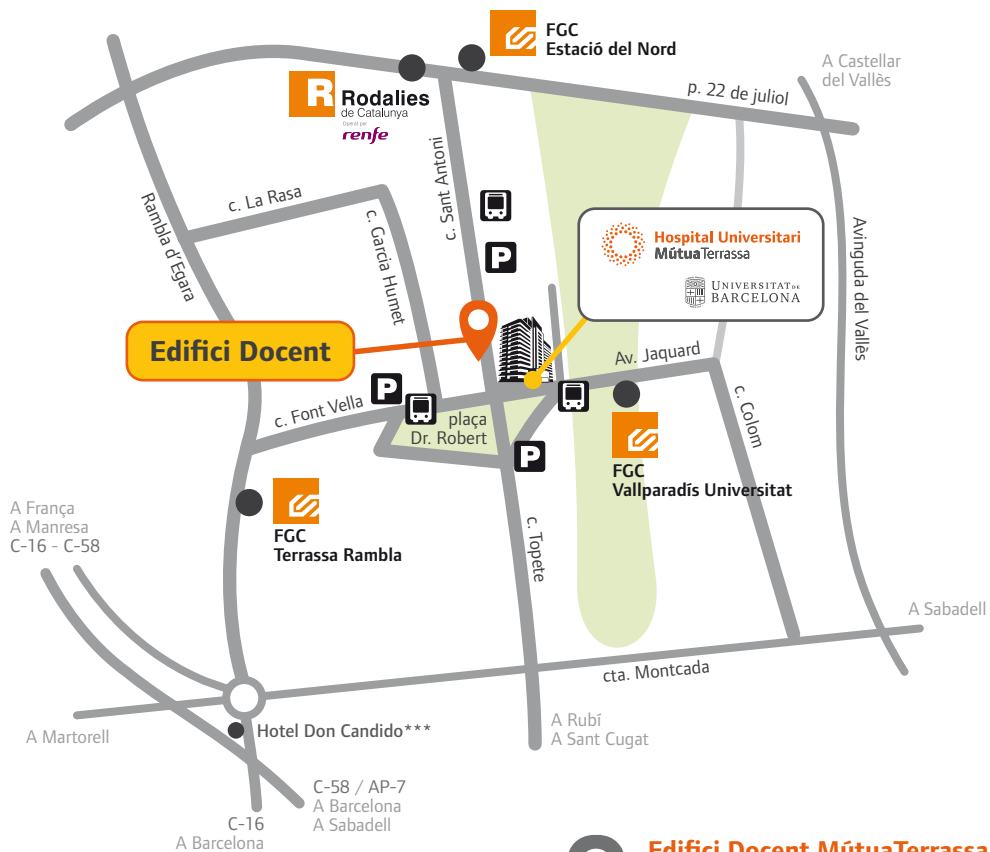 FGC
Estació del Nord
A Castellar
del Vallès
R Rodalies
de Catalunya
Operat per
renfe
p. 22 de juliol
c. Sant Antoni
c. La Rasa
Rambla d'Egara
c. Garcia Humet
P
Hospital Universitari
MútuaTerrassa
UNIVERSITAT DE
BARCELONA
Avinguda del Vallès
Edifici Docent
Av. Jaquard
P
c. Font Vella
plaça
Dr. Robert
c. Colom
P
FGC
Vallparadís Universitat
FGC
Terrassa Rambla
A França
A Manresa
C-16 - C-58
c. Topete
A Sabadell
cta. Montcada
A Martorell
Hotel Don Candido***
A Rubí
A Sant Cugat
C-58 / AP-7
A Barcelona
A Sabadell
C-16
A Barcelona
Edifici Docent MútuaTerrassa